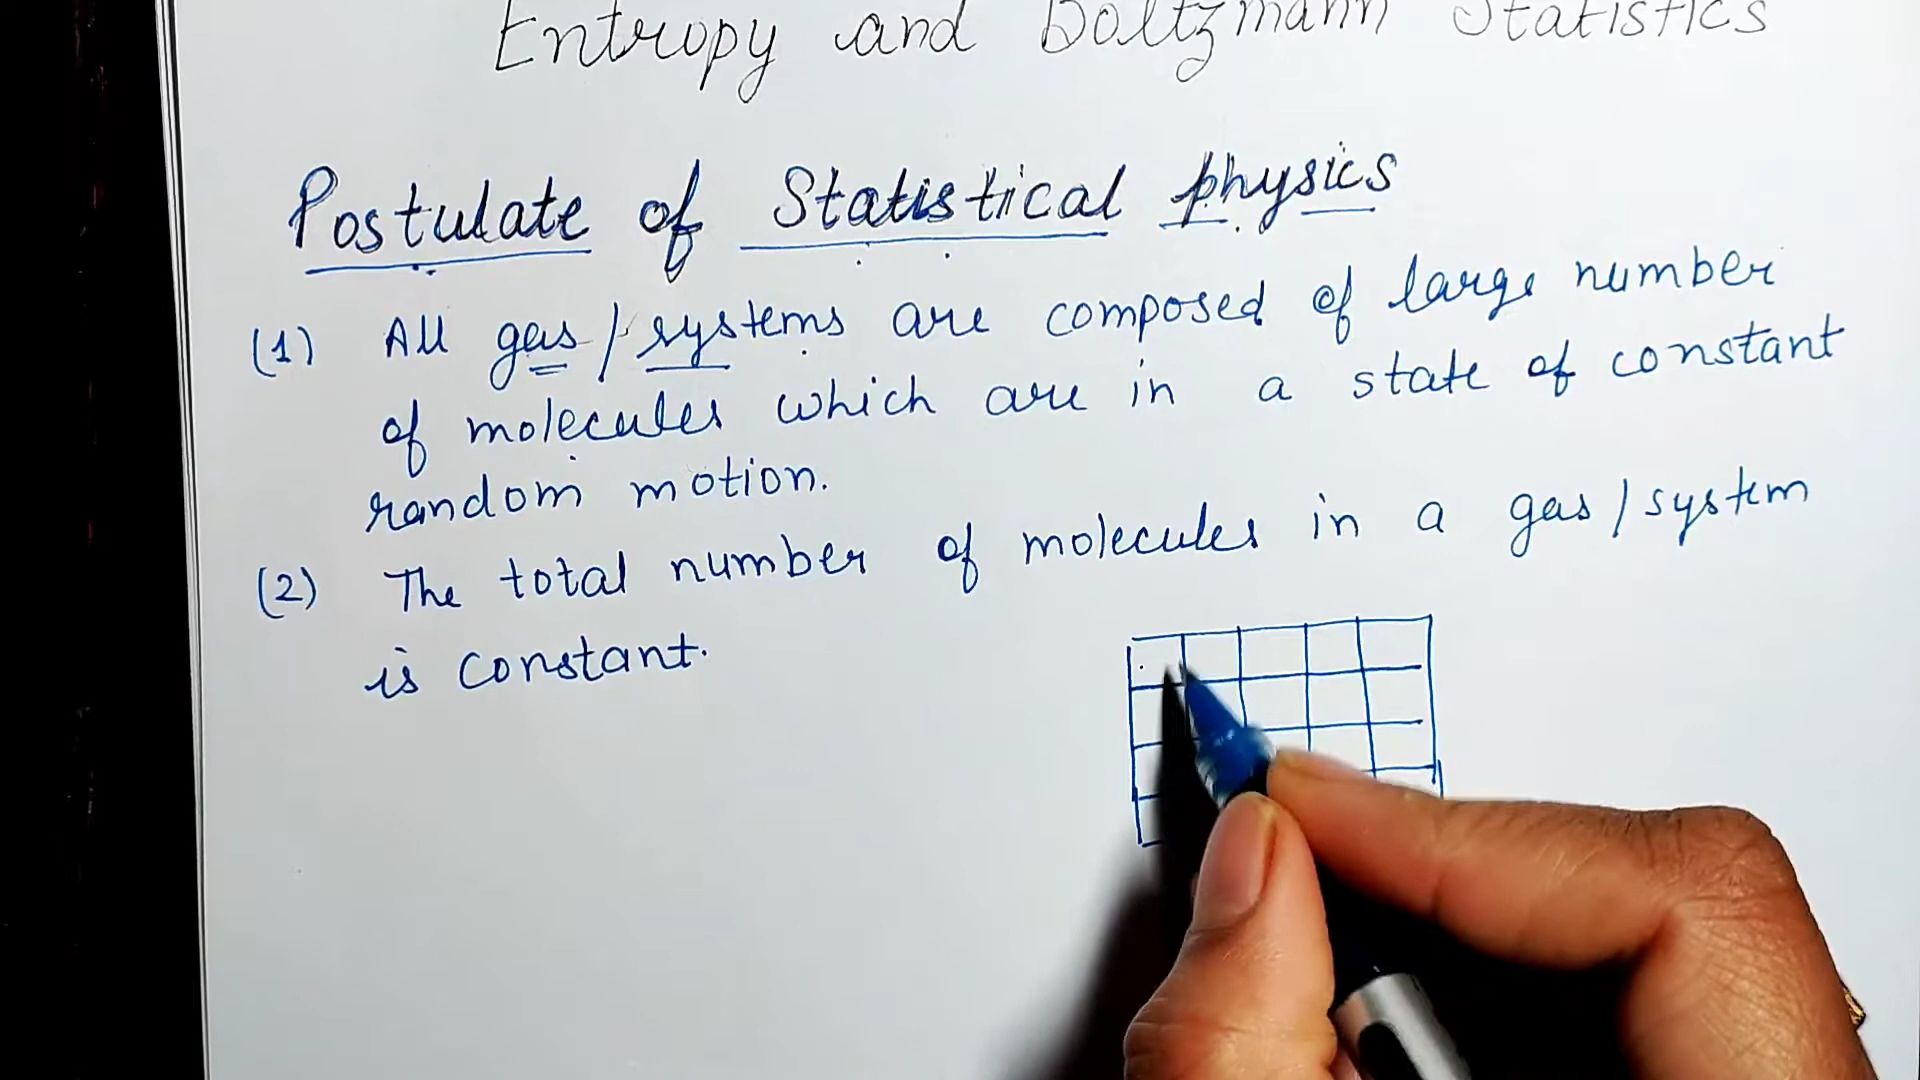 Entropy and Boltzmann Statistics
Postulate of Statistical physics
(1) All gas/systems are composed of large number
of molecules which are in a state of constant
random motion.
(2) The total number of molecules in a gas/system
is constant.